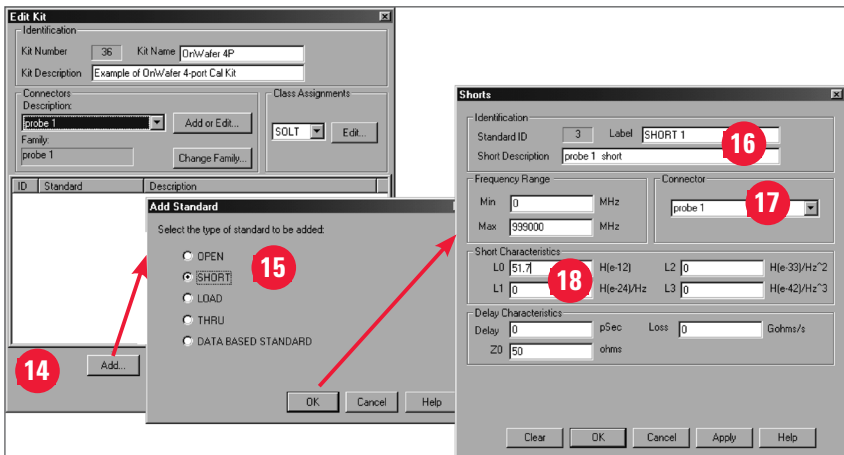 Edit Kit
Identification
Kit Number 36 Kit Name OnWafer 4P
Kit Description Example of OnWafer 4-port Cal Kit
Connectors
Description:
probe 1
Add or Edit...
Family:
probe 1
Change Family...
Class Assignments
SOLT Edit...
ID Standard Description
14
Add...
Add Standard
Select the type of standard to be added:
OPEN
SHORT
LOAD
THRU
DATA BASED STANDARD
15
OK Cancel Help
Shorts
Identification
Standard ID 3 Label SHORT 1
Short Description probe 1 short
16
Frequency Range
Min 0 MHz
Max 999000 MHz
Connector
probe 1
17
Short Characteristics
L0 51.7 H(e-12) L2 0 H(e-33)/Hz^2
L1 0 H(e-24)/Hz L3 0 H(e-42)/Hz^3
18
Delay Characteristics
Delay 0 pSec Loss 0 Gohms/s
Z0 50 ohms
Clear OK Cancel Apply Help